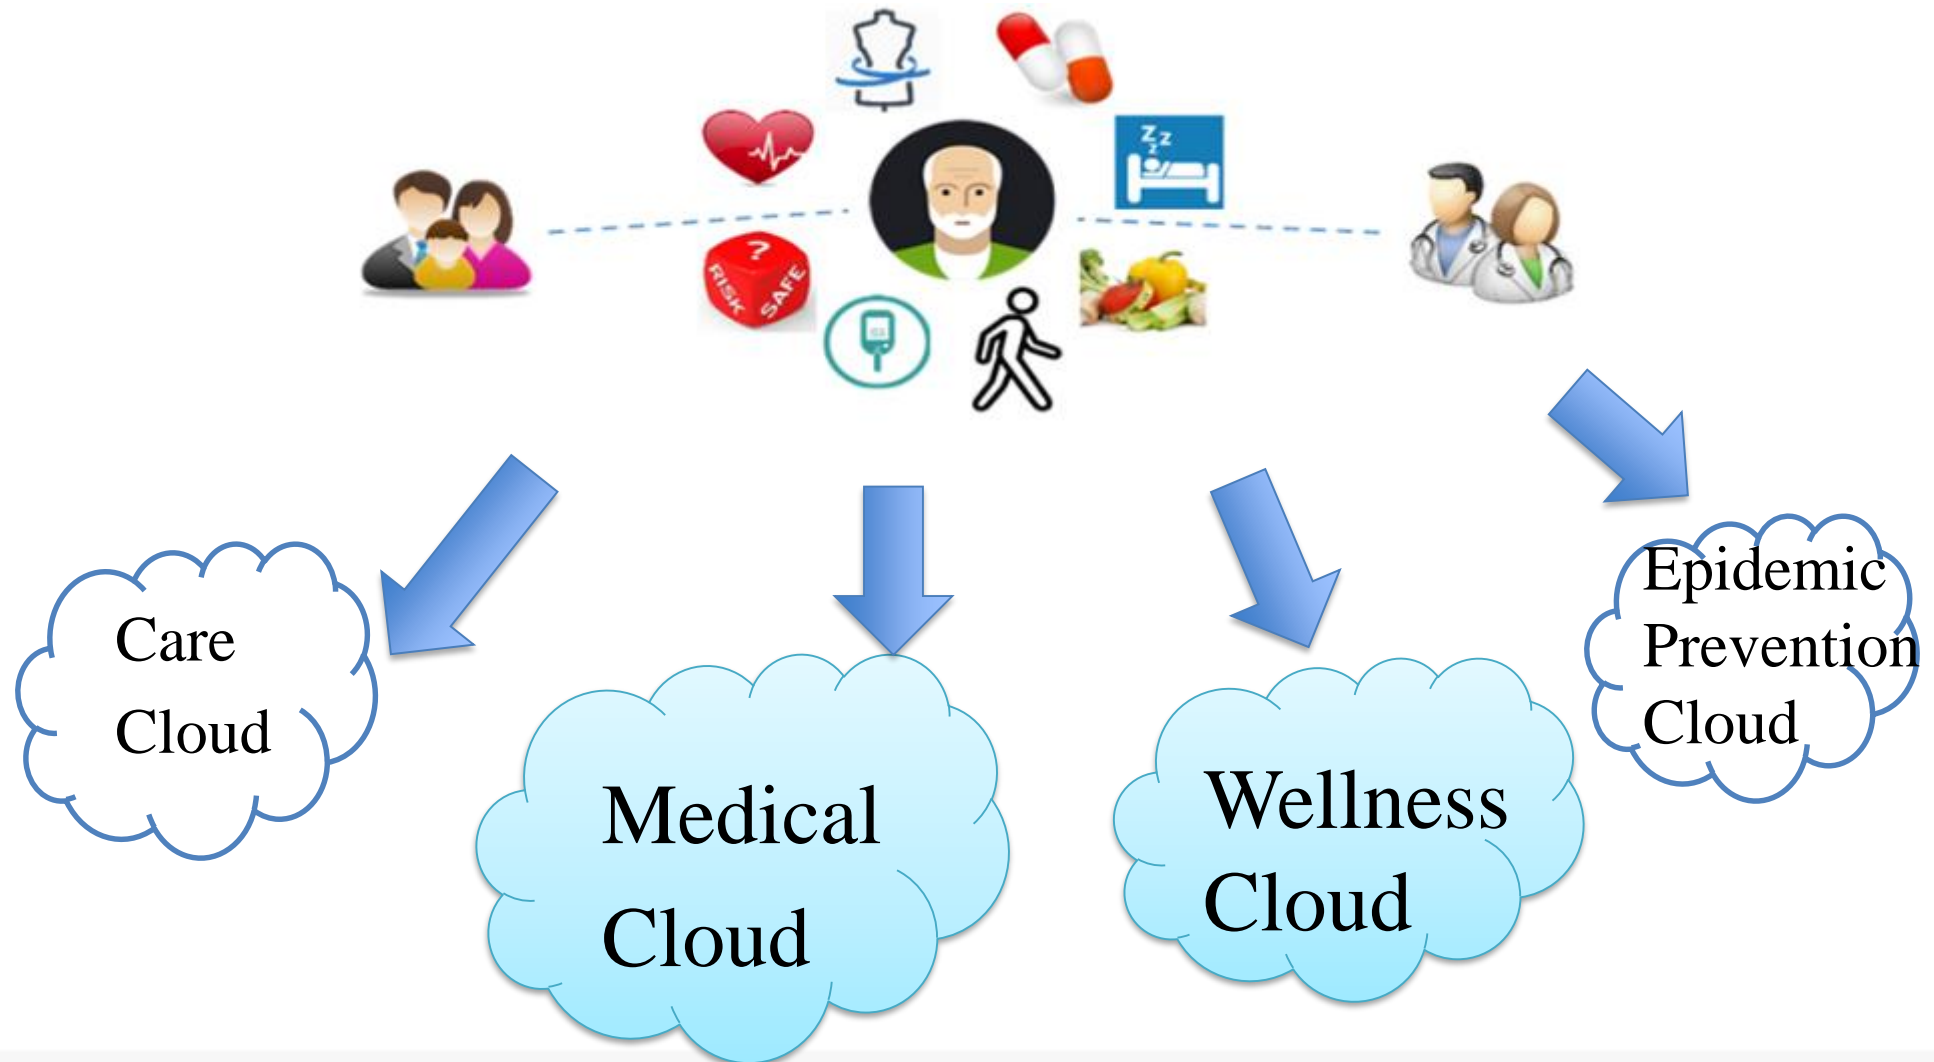 Z Z
z
?
RISK SAFE
Care
Cloud
Medical
Cloud
Wellness
Cloud
Epidemic
Prevention
Cloud